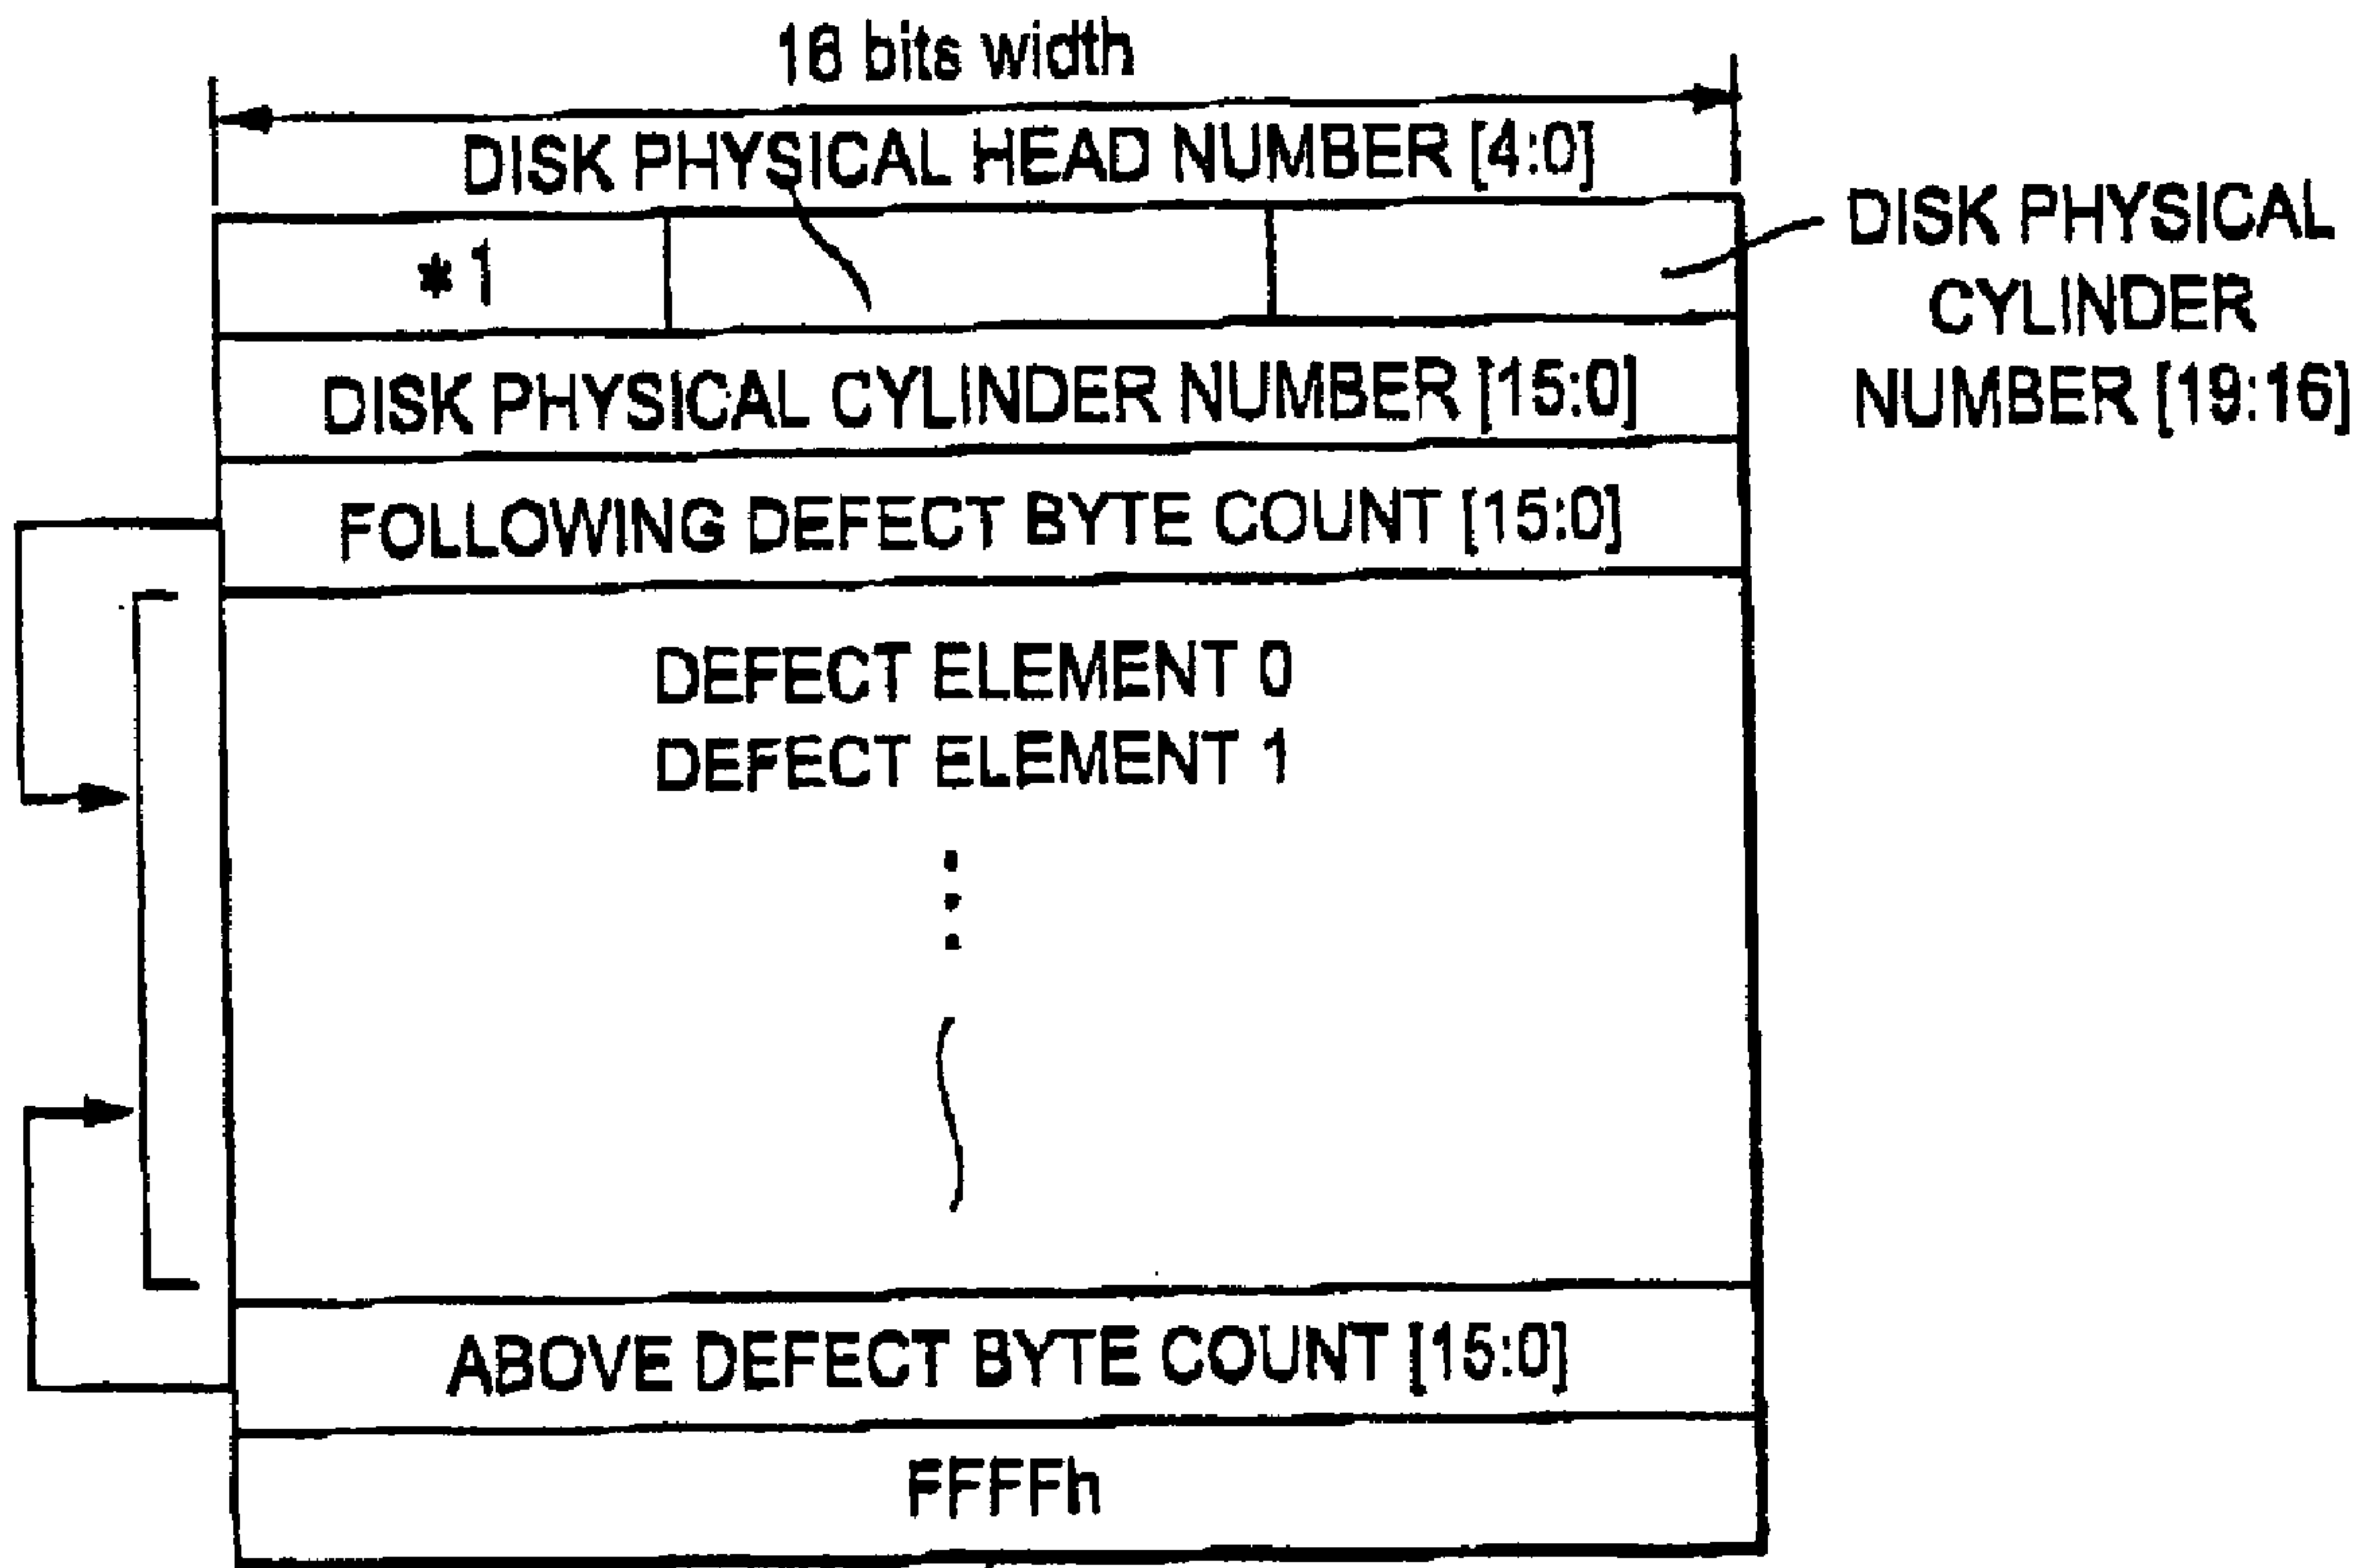 16 bits width
DISK PHYSICAL HEAD NUMBER [4:0]
*1
DISK PHYSICAL
CYLINDER
NUMBER [19:16]
DISK PHYSICAL CYLINDER NUMBER [15:0]
FOLLOWING DEFECT BYTE COUNT [15:0]
DEFECT ELEMENT 0
DEFECT ELEMENT 1
ABOVE DEFECT BYTE COUNT [15:0]
FFFFh